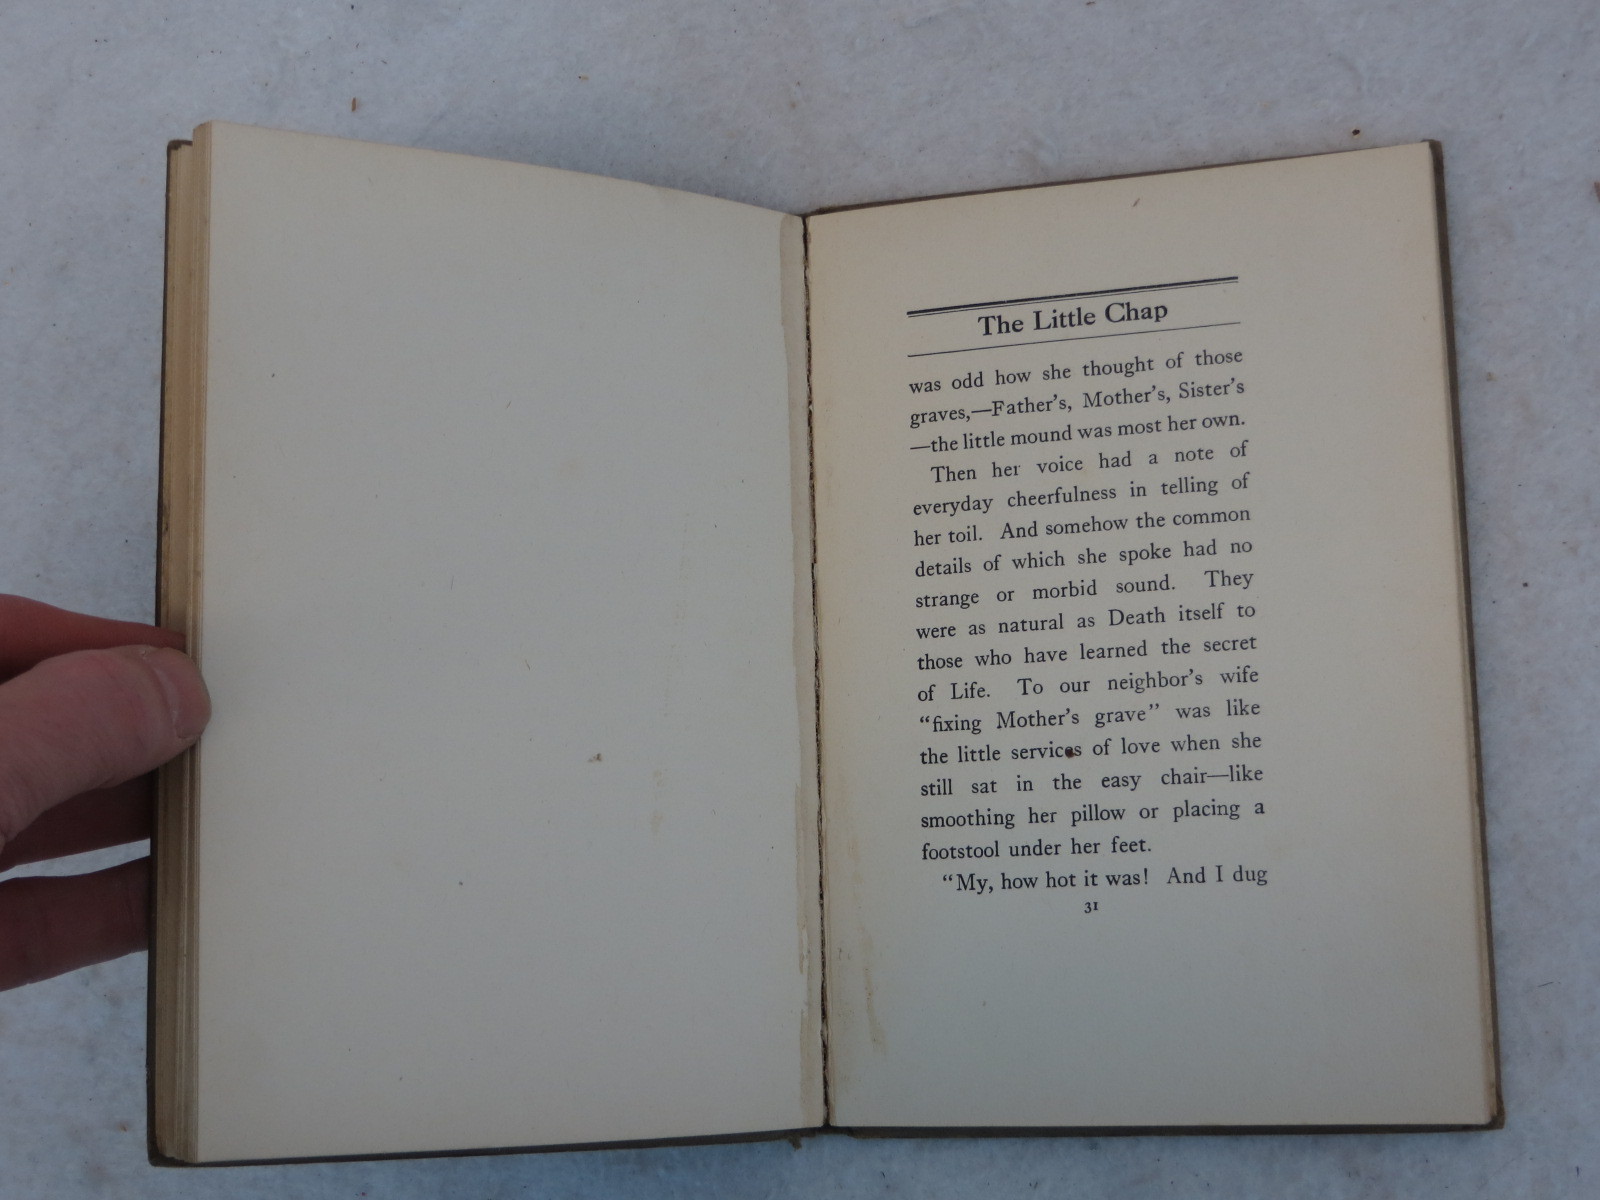 The Little Chap
was odd how she thought of those
graves,—Father's, Mother's, Sister's
—the little mound was most her own.
Then her voice had a note of
everyday cheerfulness in telling of
her toil. And somehow the common
details of which she spoke had no
strange or morbid sound. They
were as natural as Death itself to
those who have learned the secret
of Life. To our neighbor's wife
“fixing Mother's grave” was like
the little services of love when she
still sat in the easy chair—like
smoothing her pillow or placing a
footstool under her feet.
“My, how hot it was! And I dug
31